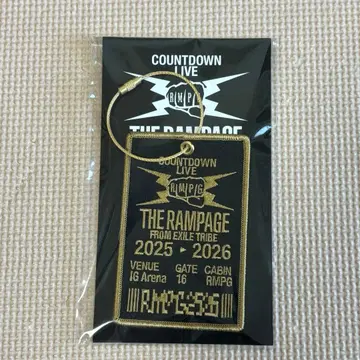 COUNTDOWN
LIVE
RMPG
THE RAMPAGE
COUNTDOWN
LIVE
RMPG
THE RAMPAGE
FROM EXILE TRIBE
2025 ▸ 2026
VENUE GATE CABIN
IG Arena 16 RMPG
RMPG2526